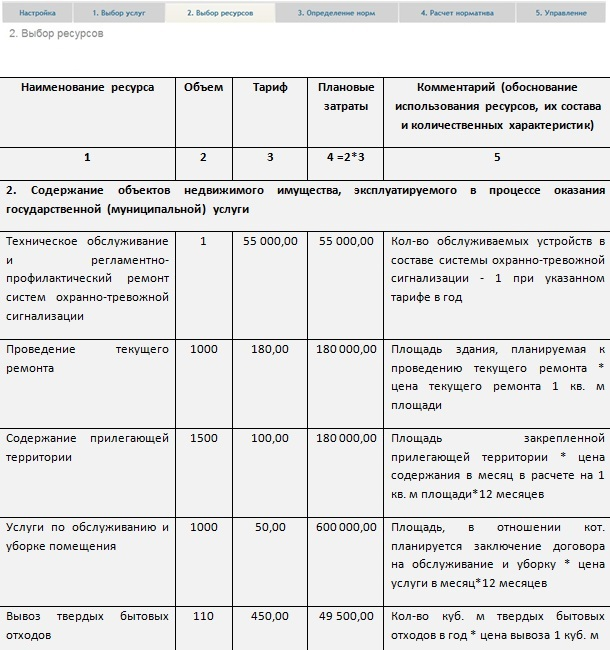 Настройка
1. Выбор услуг
2. Выбор ресурсов
3. Определение норм
4. Расчет норматива
5. Управление
2. Выбор ресурсов
Наименование ресурса
Объем
Тариф
Плановые
затраты
Комментарий (обоснование
использования ресурсов, их состава
и количественных характеристик)
1
2
3
4 =2*3
5
2. Содержание объектов недвижимого имущества, эксплуатируемого в процессе оказания
государственной (муниципальной) услуги
Техническое обслуживание
и регламентно-
профилактический ремонт
систем охранно-тревожной
сигнализации
1
55 000,00
55 000,00
Кол-во обслуживаемых устройств в
составе системы охранно-тревожной
сигнализации - 1 при указанном
тарифе в год
Проведение текущего
ремонта
1000
180,00
180 000,00
Площадь здания, планируемая к
проведению текущего ремонта *
цена текущего ремонта 1 кв. м
площади
Содержание прилегающей
территории
1500
100,00
180 000,00
Площадь закрепленной
прилегающей территории * цена
содержания в месяц в расчете на 1
кв. м площади*12 месяцев
Услуги по обслуживанию и
уборке помещения
1000
50,00
600 000,00
Площадь, в отношении кот.
планируется заключение договора
на обслуживание и уборку * цена
услуги в месяц*12 месяцев
Вывоз твердых бытовых
отходов
110
450,00
49 500,00
Кол-во куб. м твердых бытовых
отходов в год * цена вывоза 1 куб. м